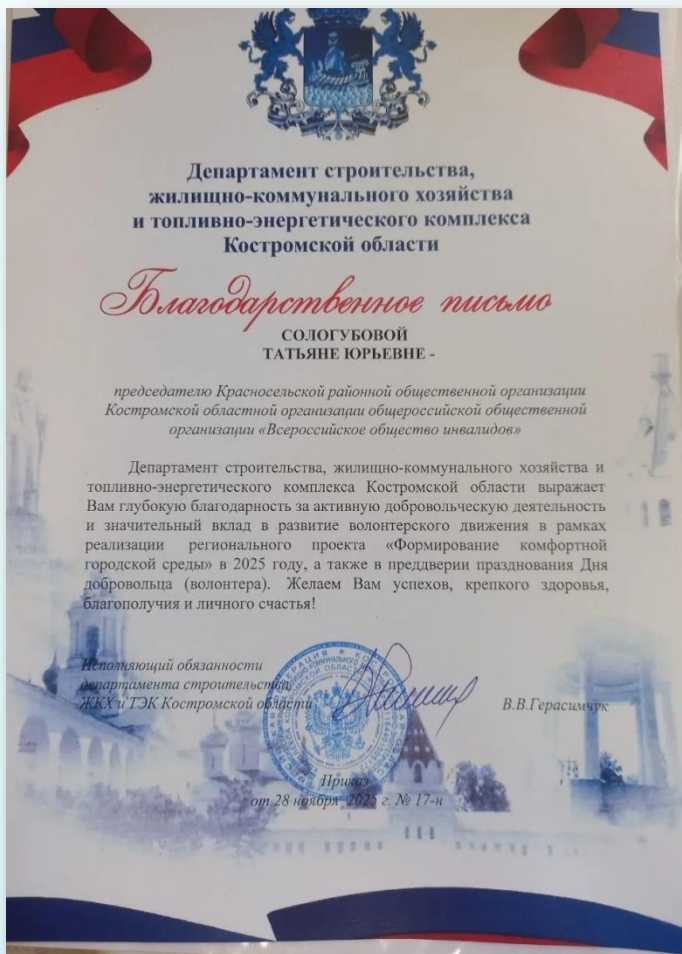 Департамент строительства,
жилищно-коммунального хозяйства
и топливно-энергетического комплекса
Костромской области
Благодарственное письмо
СОЛОГУБОВОЙ
ТАТЬЯНЕ ЮРЬЕВНЕ -
председателю Красносельской районной общественной организации
Костромской областной организации общероссийской общественной
организации «Всероссийское общество инвалидов»
Департамент строительства, жилищно-коммунального хозяйства и
топливно-энергетического комплекса Костромской области выражает
Вам глубокую благодарность за активную добровольческую деятельность
и значительный вклад в развитие волонтерского движения в рамках
реализации регионального проекта «Формирование комфортной
городской среды» в 2025 году, а также в преддверии празднования Дня
добровольца (волонтера). Желаем Вам успехов, крепкого здоровья,
благополучия и личного счастья!
Исполняющий обязанности
департамента строительства,
ЖКХ и ТЭК Костромской области
В.В.Герасимчук
Приказ
от 28 ноября 2025 г. № 17-н